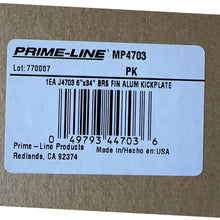 PRIME-LINE® MP4703
Lot: 770007 PK
1EA J4703 6"x34" BRS FIN ALUM KICKPLATE
0 49793 44703 6
Prime-Line Products
Redlands, CA 92374
Made/Hecho en:
USA